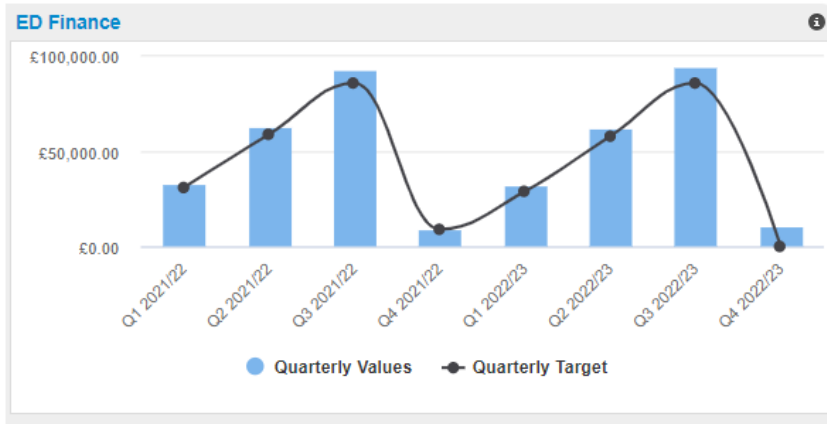 ED Finance
£100,000.00
£50,000.00
£0.00
Q1 2021/22
Q2 2021/22
Q3 2021/22
Q4 2021/22
Q1 2022/23
Q2 2022/23
Q3 2022/23
Q4 2022/23
Quarterly Values Quarterly Target